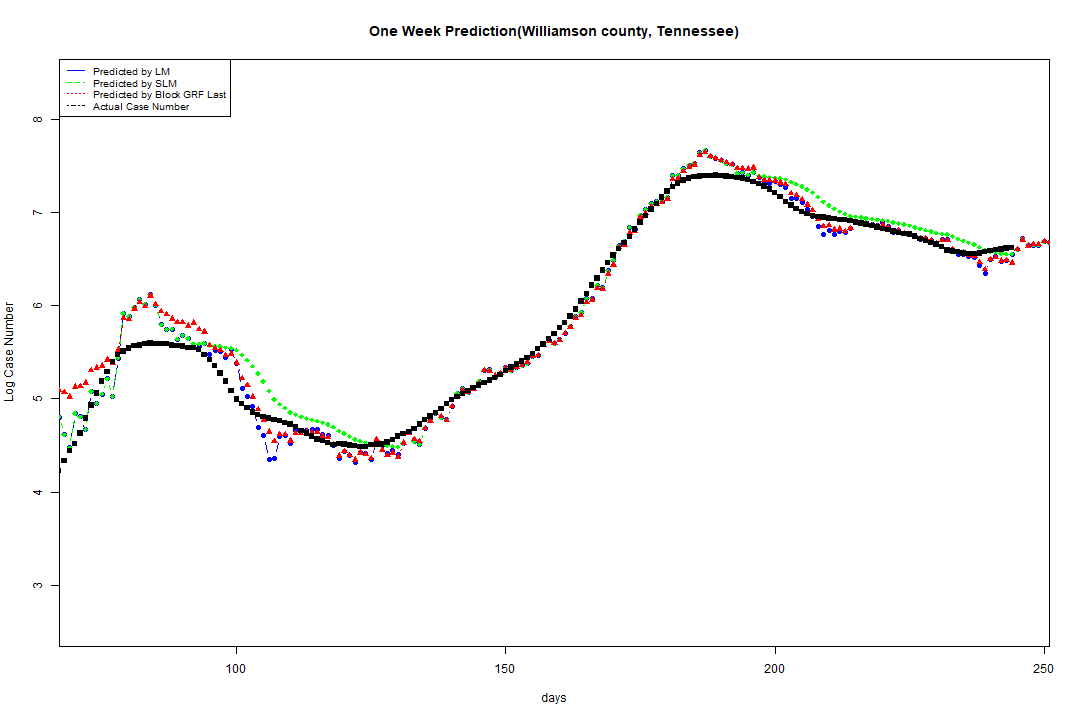 One Week Prediction(Williamson county, Tennessee)
Predicted by LM
Predicted by SLM
Predicted by Block GRF Last
Actual Case Number
8
7
6
5
4
3
Log Case Number
100
150
200
250
days